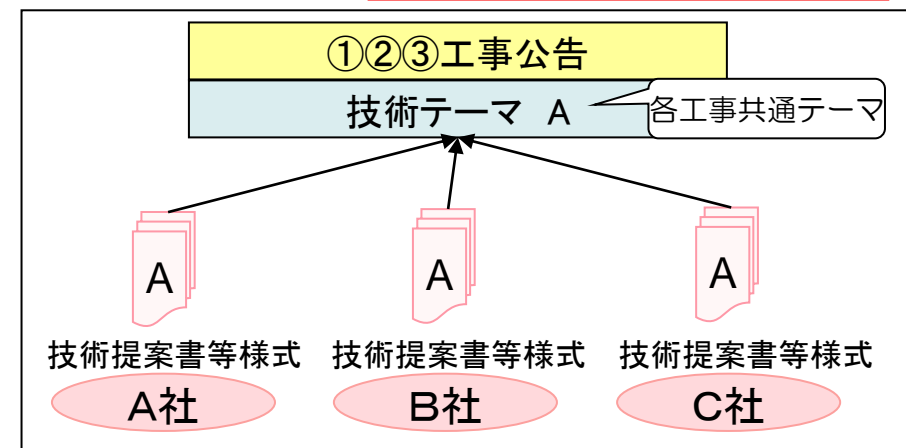 ①②③工事公告
技術テーマ A
各工事共通テーマ
A
A
A
技術提案書等様式
技術提案書等様式
技術提案書等様式
A社
B社
C社